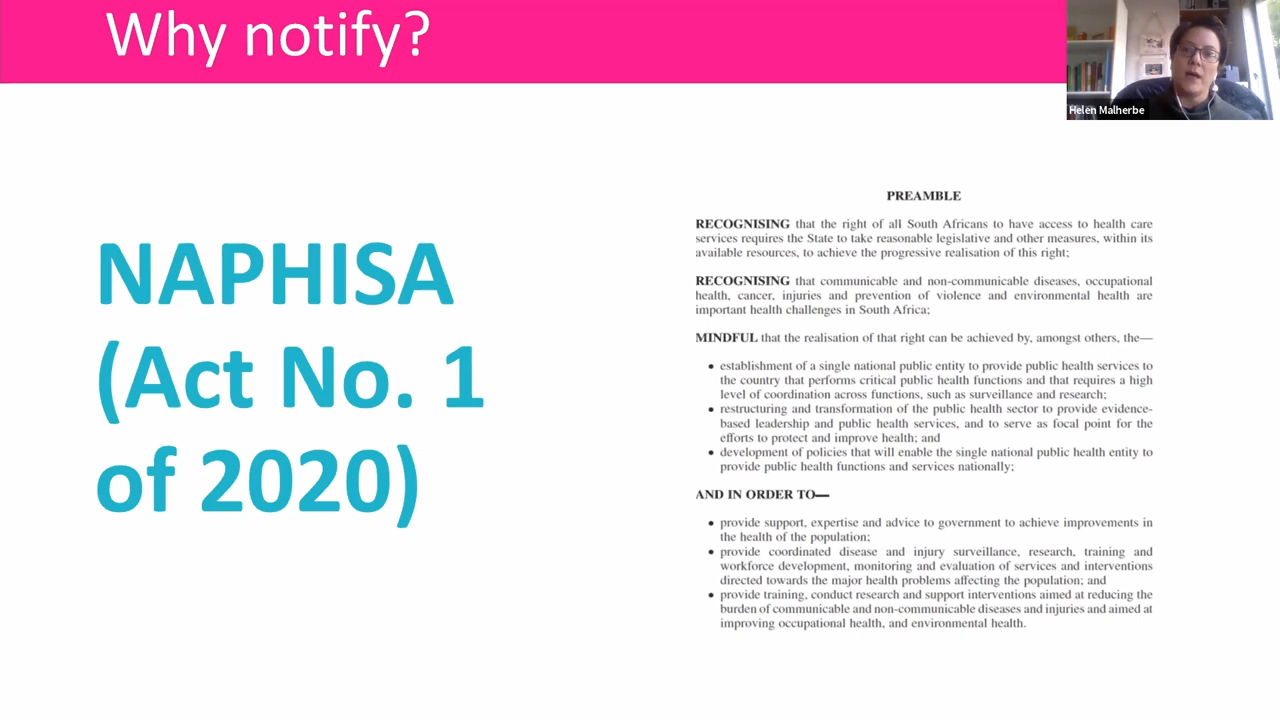 Why notify?
Helen Malherbe
NAPHISA
(Act No. 1
of 2020)
PREAMBLE
RECOGNISING that the right of all South Africans to have access to health care
services requires the State to take reasonable legislative and other measures, within its
available resources, to achieve the progressive realisation of this right;
RECOGNISING that communicable and non-communicable diseases, occupational
health, cancer, injuries and prevention of violence and environmental health are
important health challenges in South Africa;
MINDFUL that the realisation of that right can be achieved by, amongst others, the—
• establishment of a single national public entity to provide public health services to
the country that performs critical public health functions and that requires a high
level of coordination across functions, such as surveillance and research;
• restructuring and transformation of the public health sector to provide evidence-
based leadership and public health services, and to serve as focal point for the
efforts to protect and improve health; and
• development of policies that will enable the single national public health entity to
provide public health functions and services nationally;
AND IN ORDER TO—
• provide support, expertise and advice to government to achieve improvements in
the health of the population;
• provide coordinated disease and injury surveillance, research, training and
workforce development, monitoring and evaluation of services and interventions
directed towards the major health problems affecting the population; and
• provide training, conduct research and support interventions aimed at reducing the
burden of communicable and non-communicable diseases and injuries and aimed at
improving occupational health, and environmental health.